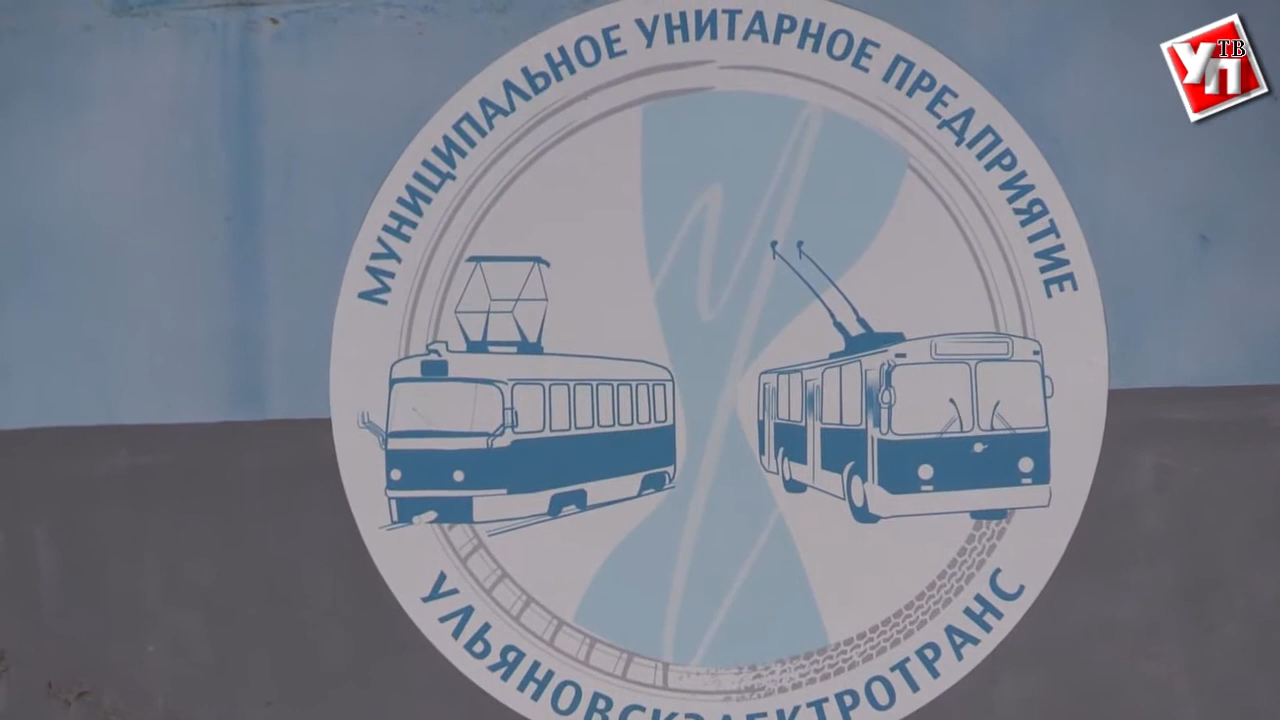 МУНИЦИПАЛЬНОЕ УНИТАРНОЕ ПРЕДПРИЯТИЕ
УЛЬЯНОВСКЭЛЕКТРОТРАНС
УП ТВ